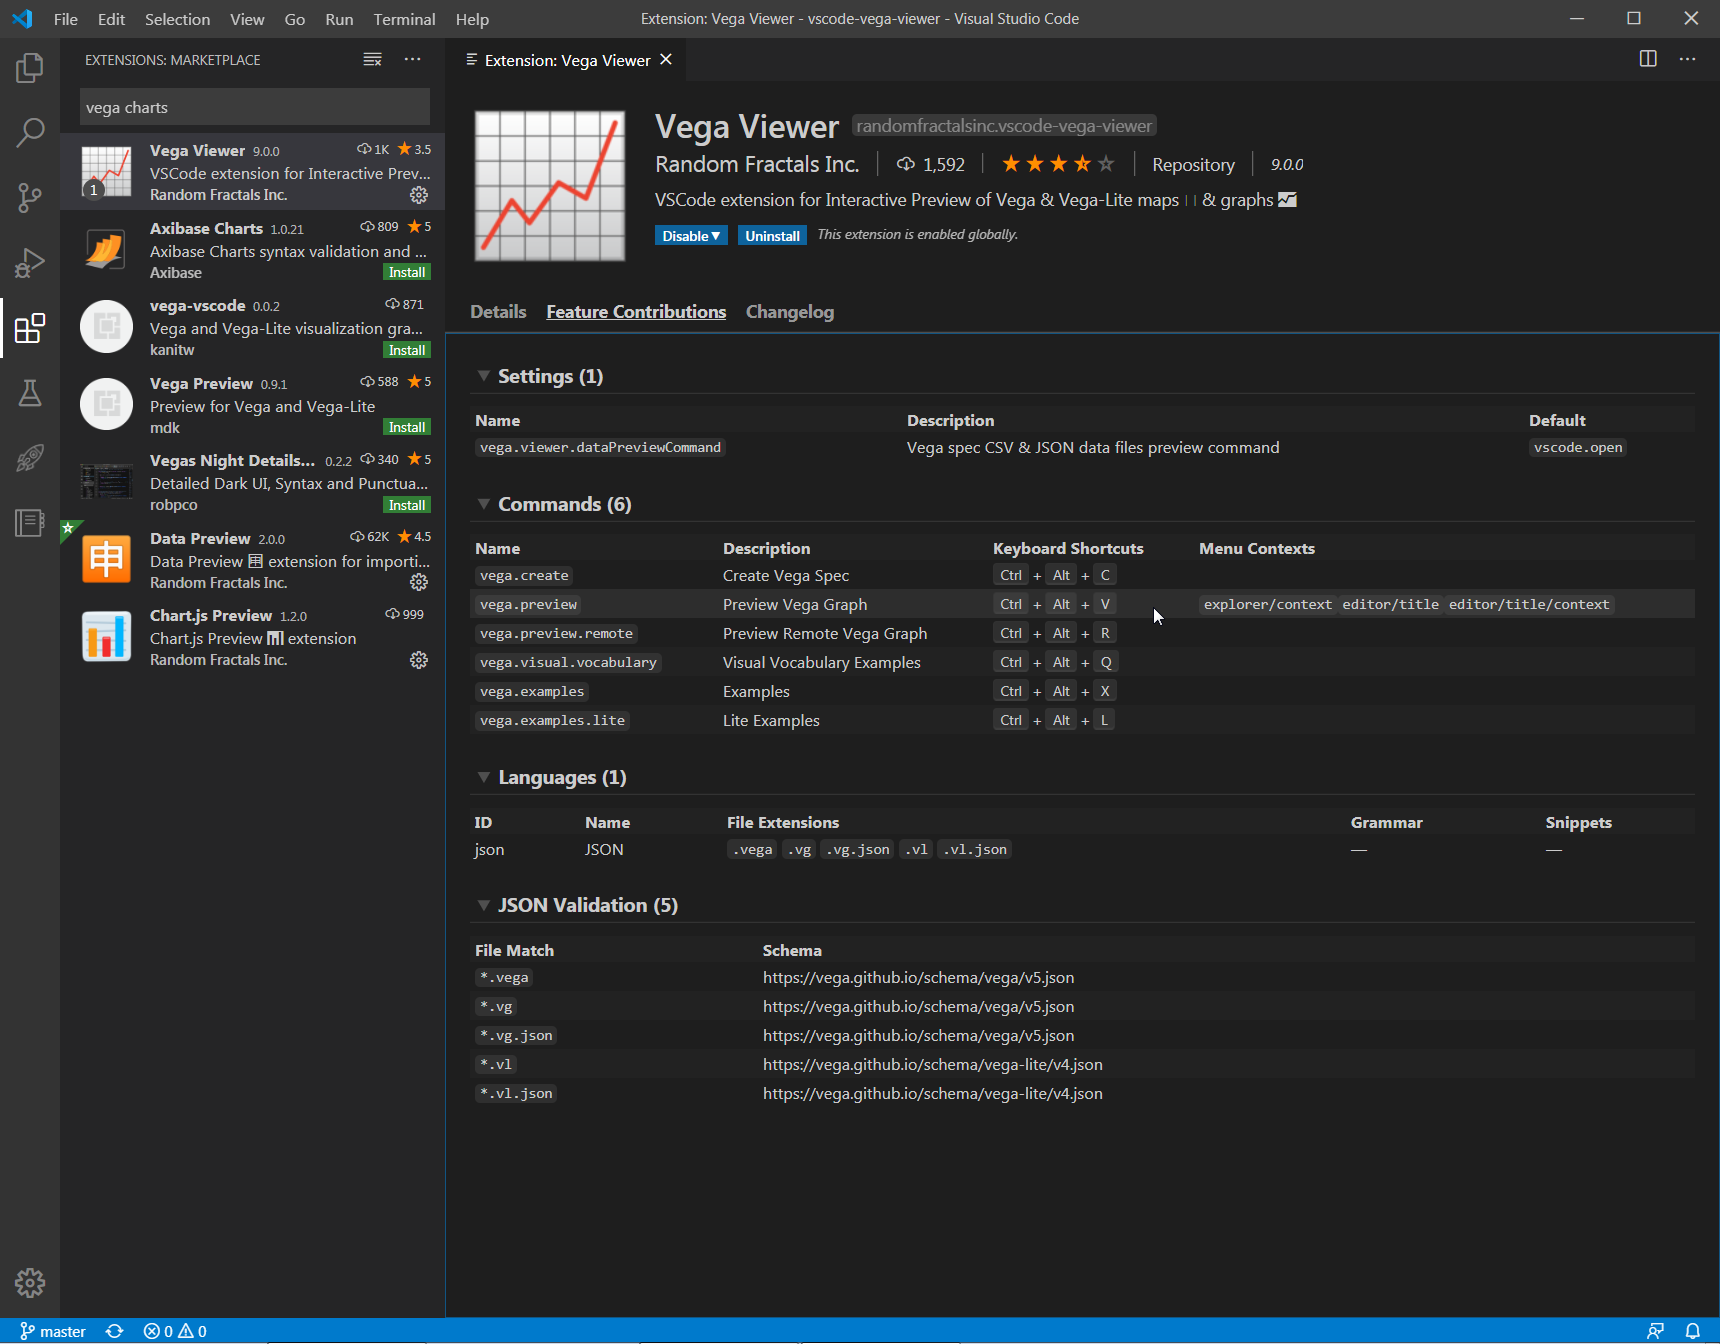 File Edit Selection View Go Run Terminal Help
Extension: Vega Viewer - vscode-vega-viewer - Visual Studio Code
EXTENSIONS: MARKETPLACE
vega charts
Vega Viewer 9.0.0 1K 3.5
VSCode extension for Interactive Prev...
Random Fractals Inc.
1
Axibase Charts 1.0.21 809 5
Axibase Charts syntax validation and ...
Axibase Install
vega-vscode 0.0.2 871
Vega and Vega-Lite visualization gra...
kanitw Install
Vega Preview 0.9.1 588 5
Preview for Vega and Vega-Lite
mdk Install
Vegas Night Details... 0.2.2 340 5
Detailed Dark UI, Syntax and Punctua...
robpco Install
Data Preview 2.0.0 62K 4.5
Data Preview 🈸 extension for importi...
Random Fractals Inc.
申
Chart.js Preview 1.2.0 999
Chart.js Preview 📊 extension
Random Fractals Inc.
Extension: Vega Viewer
Vega Viewer randomfractalsinc.vscode-vega-viewer
Random Fractals Inc. 1,592 Repository 9.0.0
VSCode extension for Interactive Preview of Vega & Vega-Lite maps & graphs 📈
Disable▼ Uninstall This extension is enabled globally.
Details Feature Contributions Changelog
Settings (1)
Name Description Default
vega.viewer.dataPreviewCommand Vega spec CSV & JSON data files preview command vscode.open
Commands (6)
Name Description Keyboard Shortcuts Menu Contexts
vega.create Create Vega Spec Ctrl + Alt + C
vega.preview Preview Vega Graph Ctrl + Alt + V explorer/context editor/title editor/title/context
vega.preview.remote Preview Remote Vega Graph Ctrl + Alt + R
vega.visual.vocabulary Visual Vocabulary Examples Ctrl + Alt + Q
vega.examples Examples Ctrl + Alt + X
vega.examples.lite Lite Examples Ctrl + Alt + L
Languages (1)
ID Name File Extensions Grammar Snippets
json JSON .vega .vg .vg.json .vl .vl.json — —
JSON Validation (5)
File Match Schema
*.vega https://vega.github.io/schema/vega/v5.json
*.vg https://vega.github.io/schema/vega/v5.json
*.vg.json https://vega.github.io/schema/vega/v5.json
*.vl https://vega.github.io/schema/vega-lite/v4.json
*.vl.json https://vega.github.io/schema/vega-lite/v4.json
master 0 0